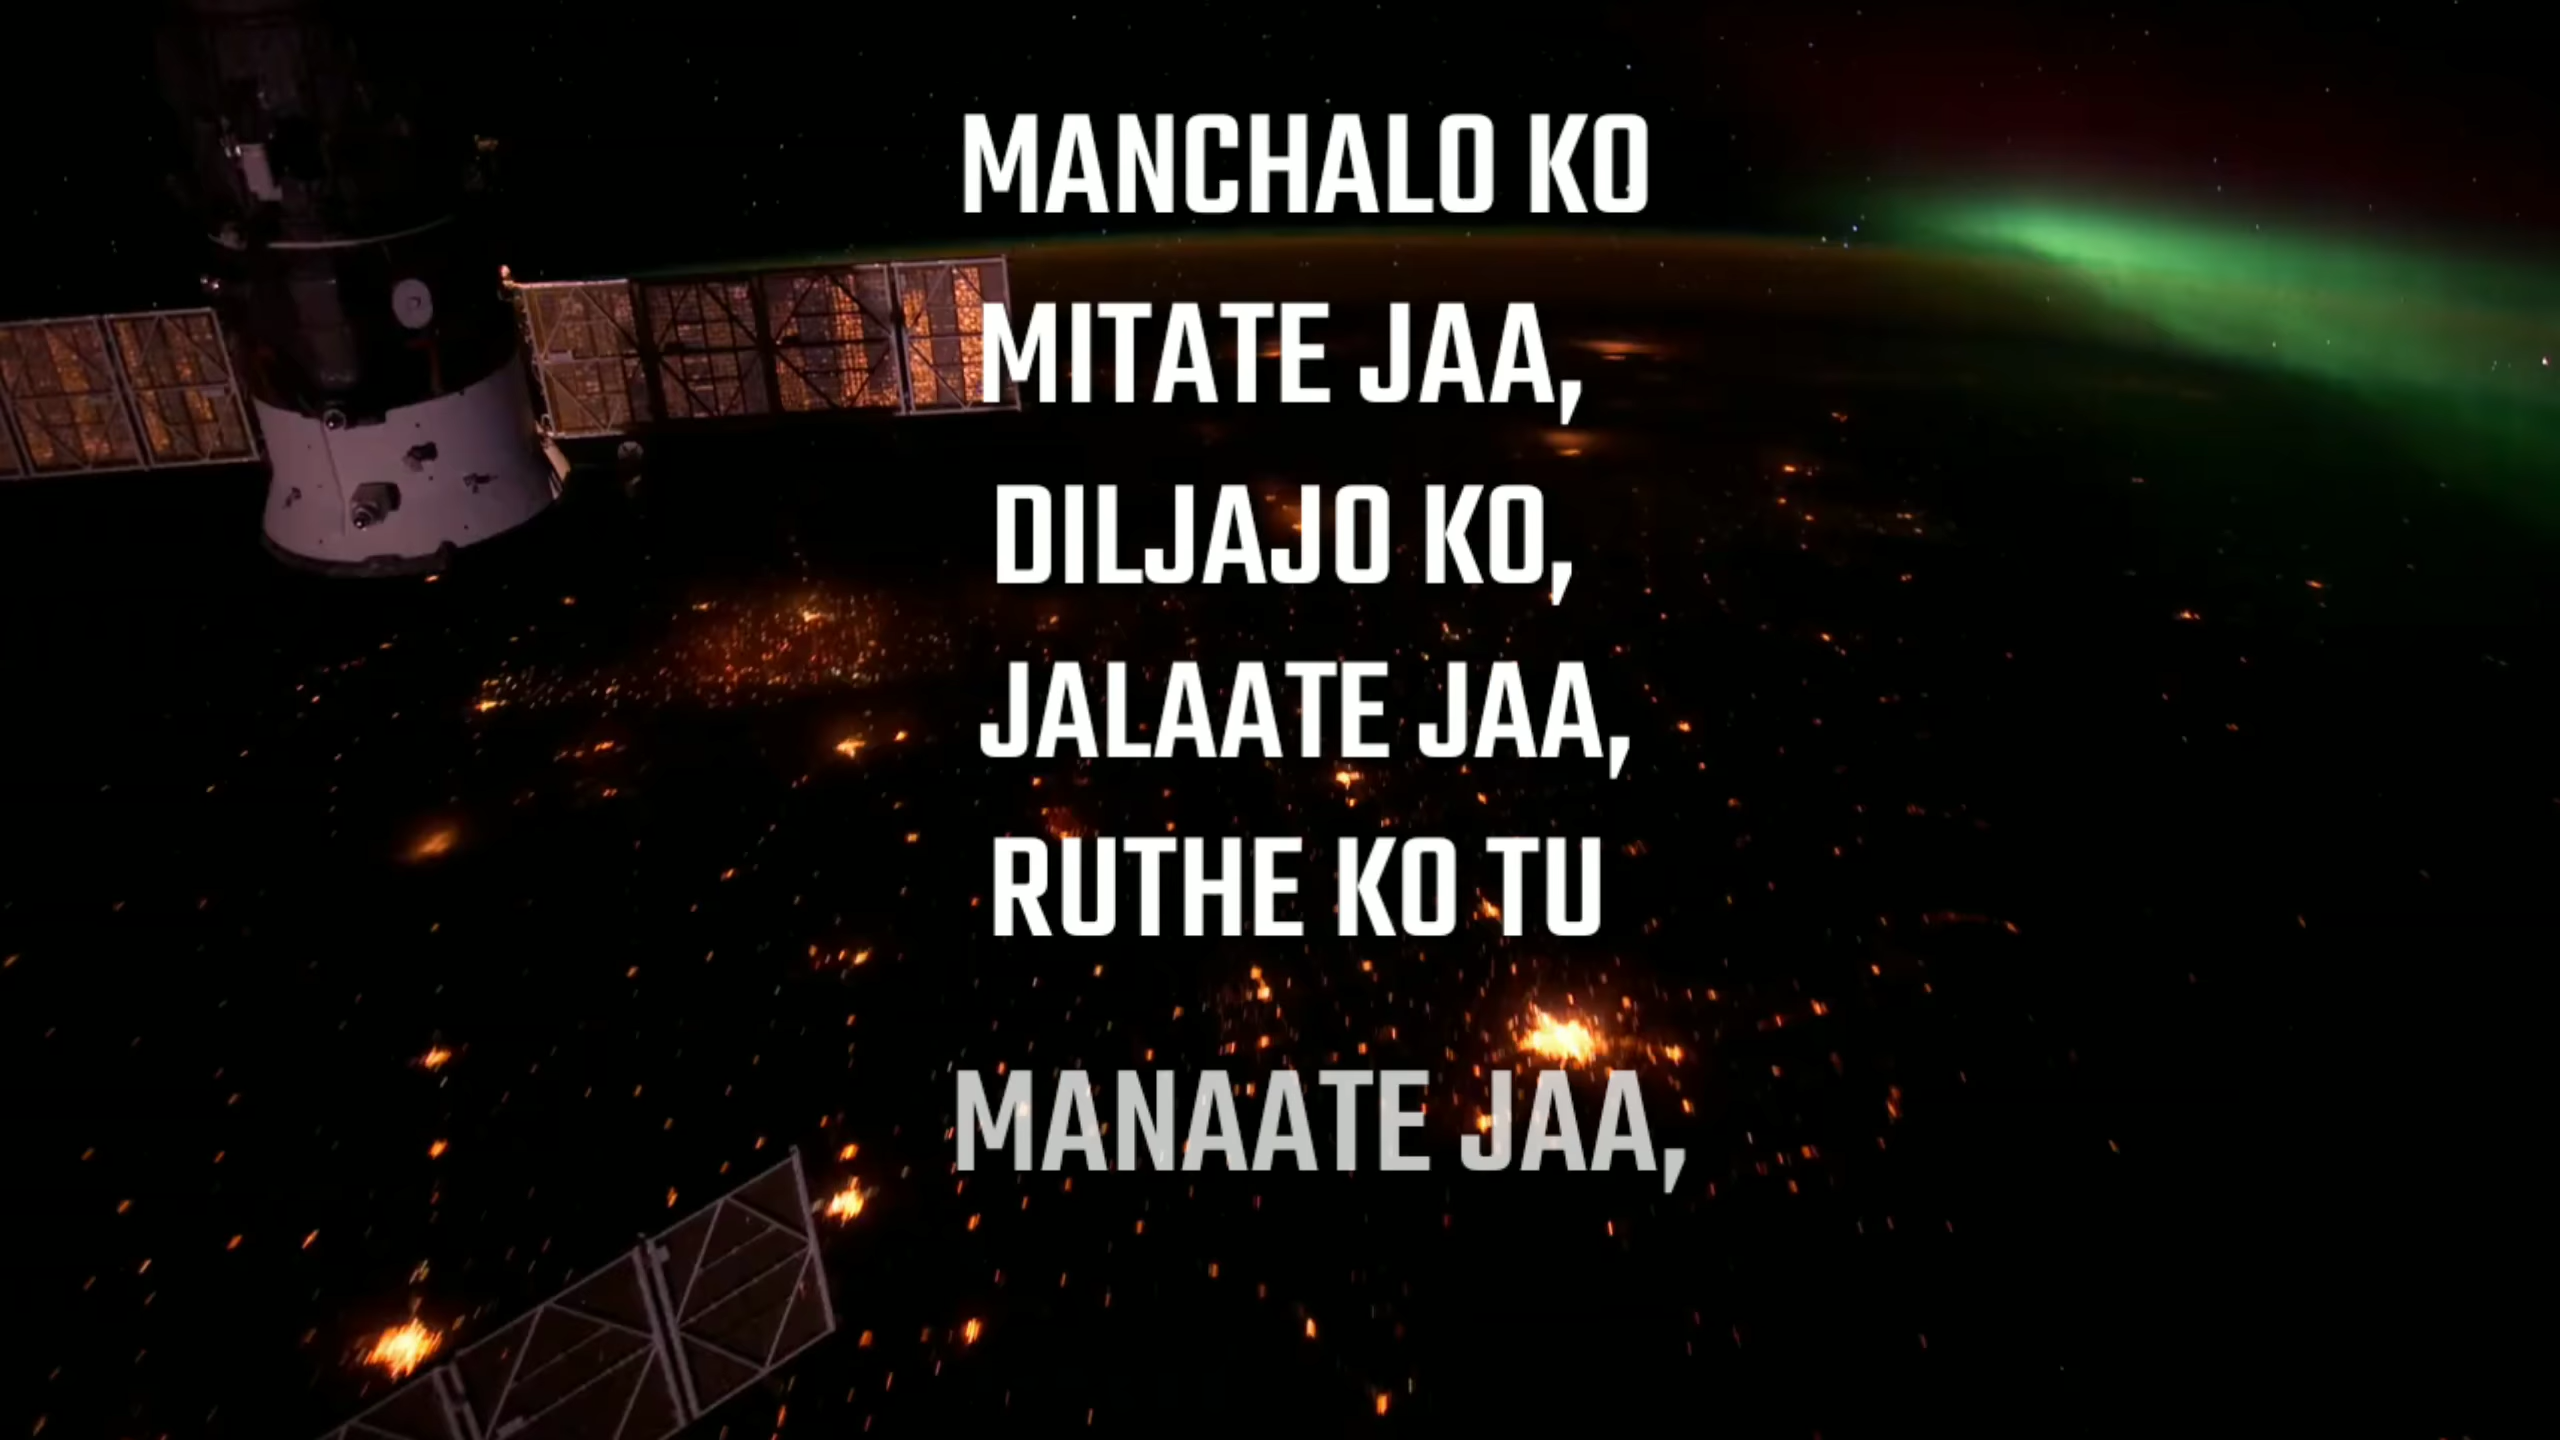 MANCHALO KO
MITATE JAA,
DILJAJO KO,
JALAATE JAA,
RUTHE KO TU
MANAATE JAA,